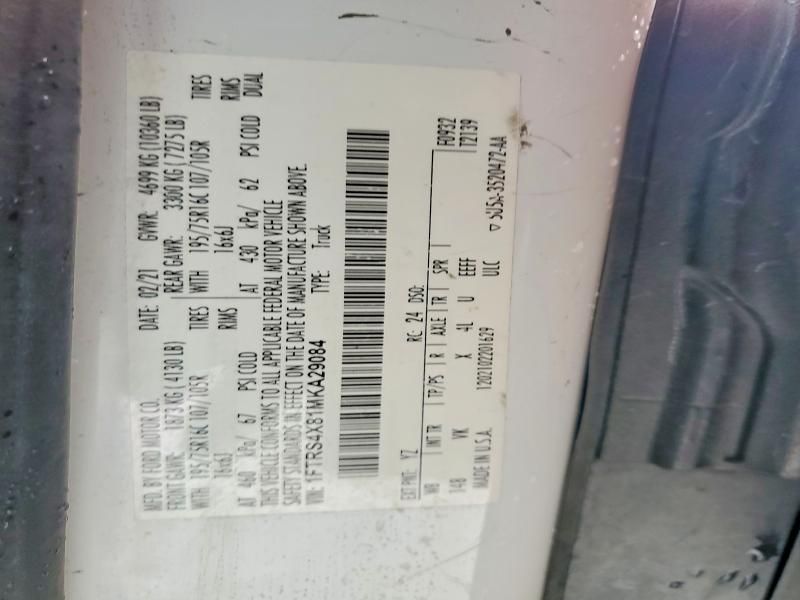 MFD. BY FORD MOTOR CO. DATE: 02/21 GVWR: 4699 KG (10360 LB)
FRONT GAWR: 1873 KG ( 4130 LB) REAR GAWR: 3300 KG ( 7275 LB)
WITH 195/75R16C 107/105R TIRES WITH 195/75R16C 107/105R TIRES
16x6J RIMS 16x6J RIMS
AT 460 kPa/ 67 PSI COLD AT 430 kPa/ 62 PSI COLD DUAL
THIS VEHICLE CONFORMS TO ALL APPLICABLE FEDERAL MOTOR VEHICLE
SAFETY STANDARDS IN EFFECT ON THE DATE OF MANUFACTURE SHOWN ABOVE.
VIN: 1FTRS4X81MKA29084 TYPE: Truck
EXT PNT: YZ RC: 24 DSO: F0932
WB INT TR TP/PS R AXLE TR SPR T2139
148 VK X 4L U EEFF
MADE IN U.S.A. 1202102201629 ULC 5U5A-3520472-AA